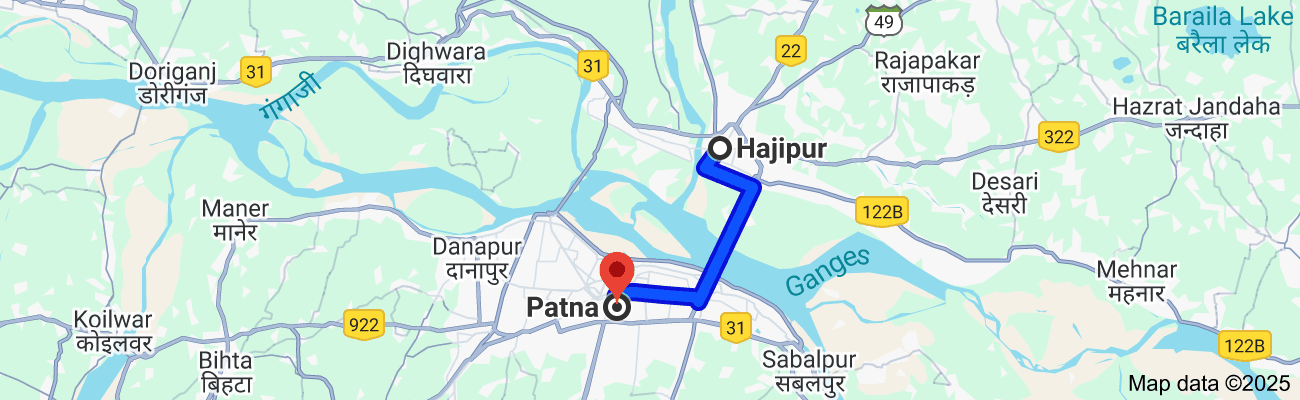 Baraila Lake
बरैला लेक
49
Dighwara
दिघवारा
31
22
Rajapakar
राजापाकड़
Doriganj
डोरीगंज
31
गंगाजी
Hazrat Jandaha
जन्दाहा
322
Hajipur
Desari
देसरी
122B
Maner
मानेर
Danapur
दानापुर
Ganges
Mehnar
महनार
Patna
Koilwar
कोइलवर
922
31
122B
Bihta
बिहटा
Sabalpur
सबलपुर
Map data ©2025